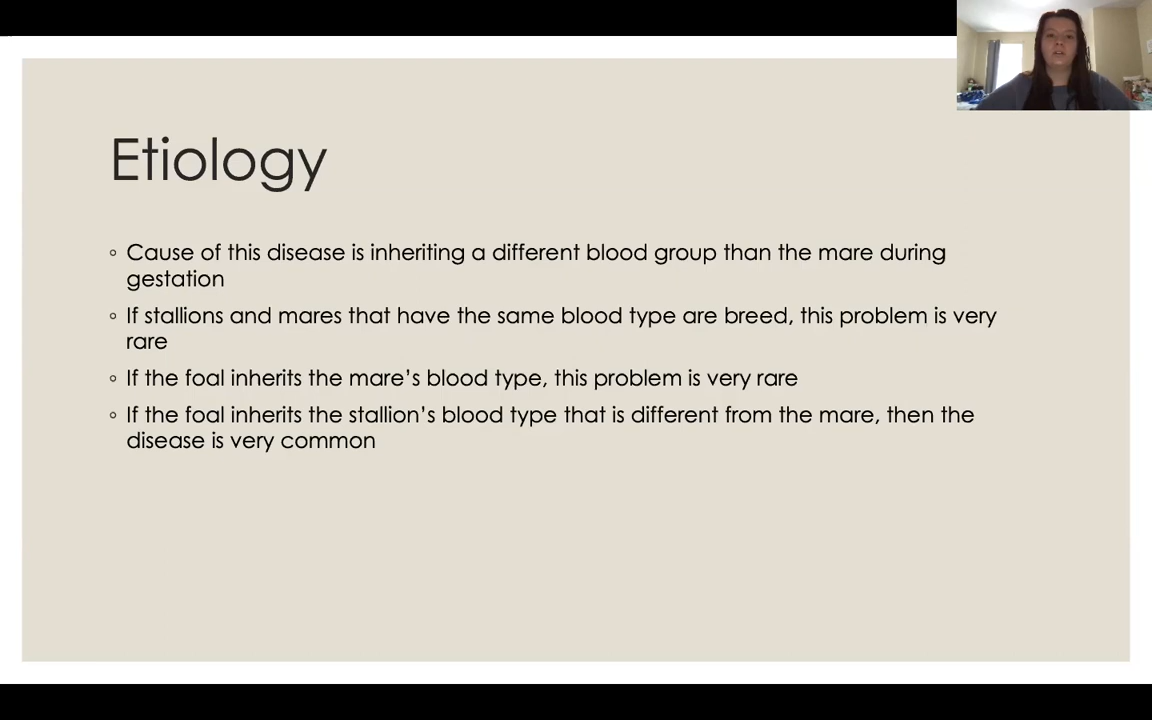 Etiology
◦ Cause of this disease is inheriting a different blood group than the mare during
gestation
◦ If stallions and mares that have the same blood type are breed, this problem is very
rare
◦ If the foal inherits the mare’s blood type, this problem is very rare
◦ If the foal inherits the stallion’s blood type that is different from the mare, then the
disease is very common